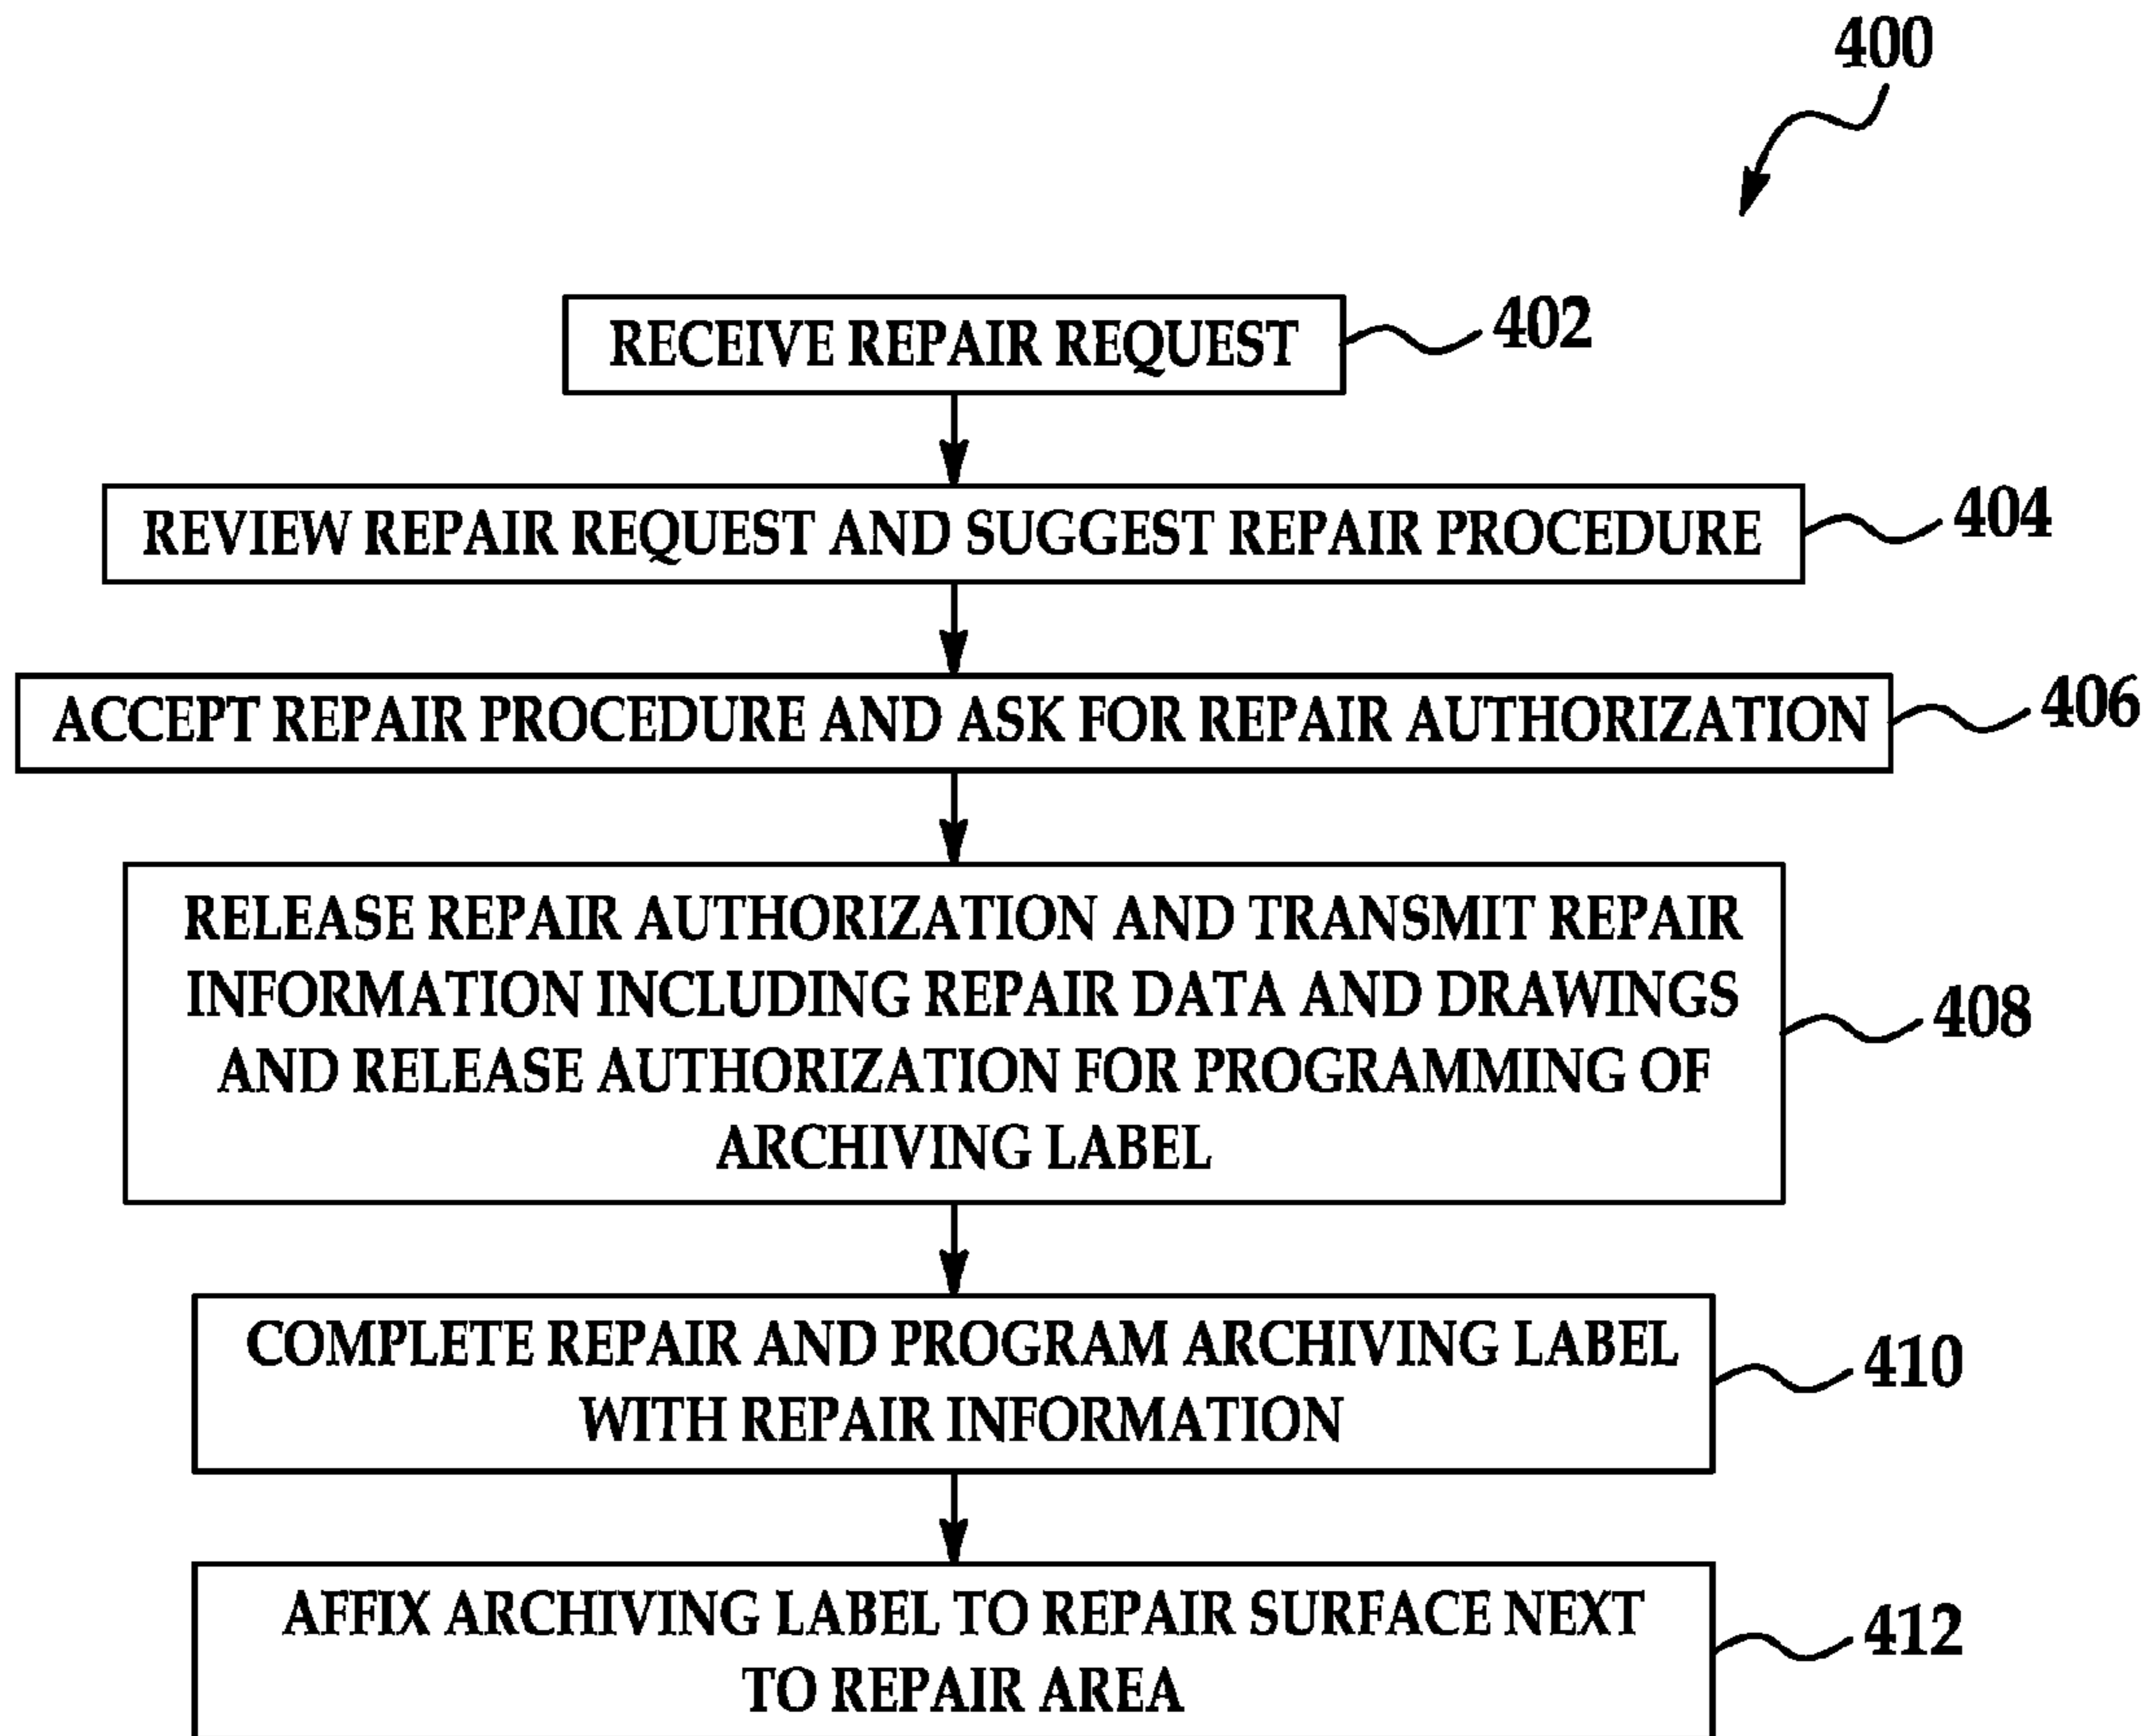 400
RECEIVE REPAIR REQUEST
402
REVIEW REPAIR REQUEST AND SUGGEST REPAIR PROCEDURE
404
ACCEPT REPAIR PROCEDURE AND ASK FOR REPAIR AUTHORIZATION
406
RELEASE REPAIR AUTHORIZATION AND TRANSMIT REPAIR
INFORMATION INCLUDING REPAIR DATA AND DRAWINGS
AND RELEASE AUTHORIZATION FOR PROGRAMMING OF
ARCHIVING LABEL
408
COMPLETE REPAIR AND PROGRAM ARCHIVING LABEL
WITH REPAIR INFORMATION
410
AFFIX ARCHIVING LABEL TO REPAIR SURFACE NEXT
TO REPAIR AREA
412